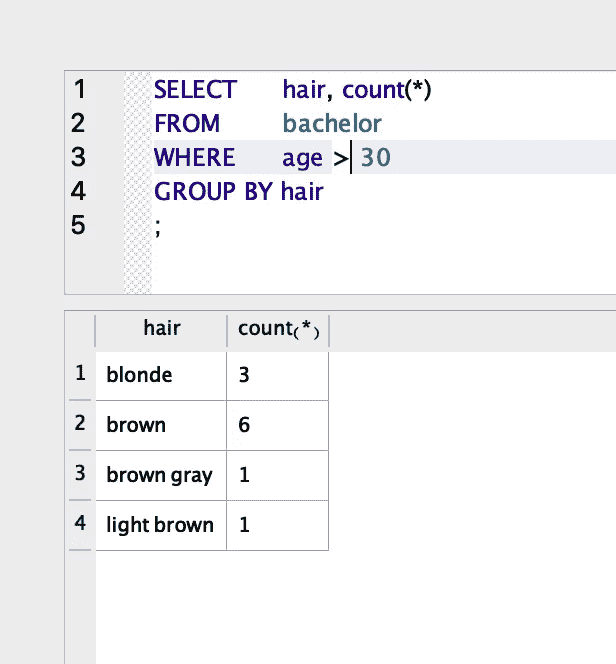 1 SELECT hair, count(*)
2 FROM bachelor
3 WHERE age > 30
4 GROUP BY hair
5 ;
hair count(*)
1 blonde 3
2 brown 6
3 brown gray 1
4 light brown 1